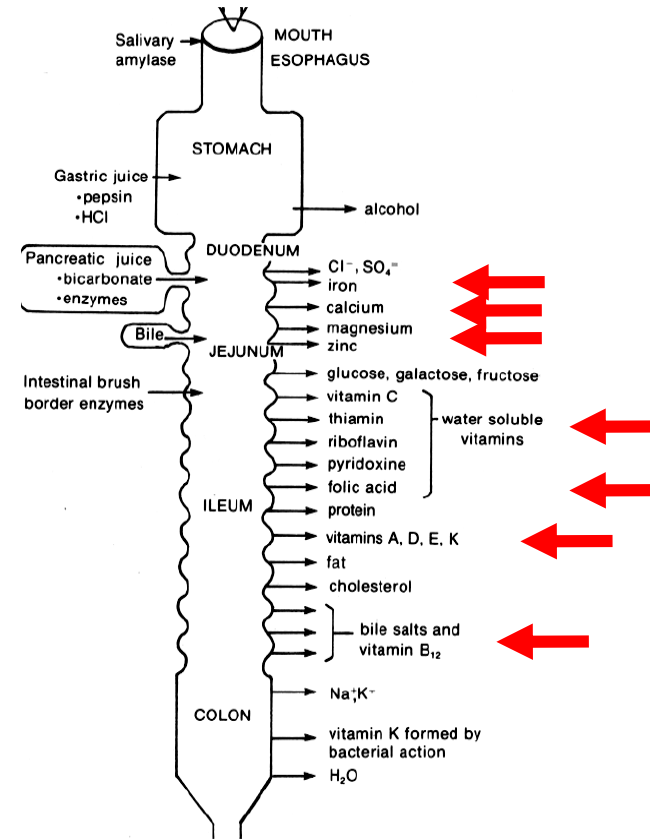 Salivary
amylase
MOUTH
ESOPHAGUS
STOMACH
Gastric juice
•pepsin
•HCl
alcohol
DUODENUM
Pancreatic juice
•bicarbonate
•enzymes
Cl⁻, SO₄⁼
iron
calcium
magnesium
zinc
Bile
JEJUNUM
glucose, galactose, fructose
Intestinal brush
border enzymes
vitamin C
thiamin
riboflavin
pyridoxine
folic acid
water soluble
vitamins
protein
ILEUM
vitamins A, D, E, K
fat
cholesterol
bile salts and
vitamin B₁₂
Na⁺,K⁻
COLON
vitamin K formed by
bacterial action
H₂O